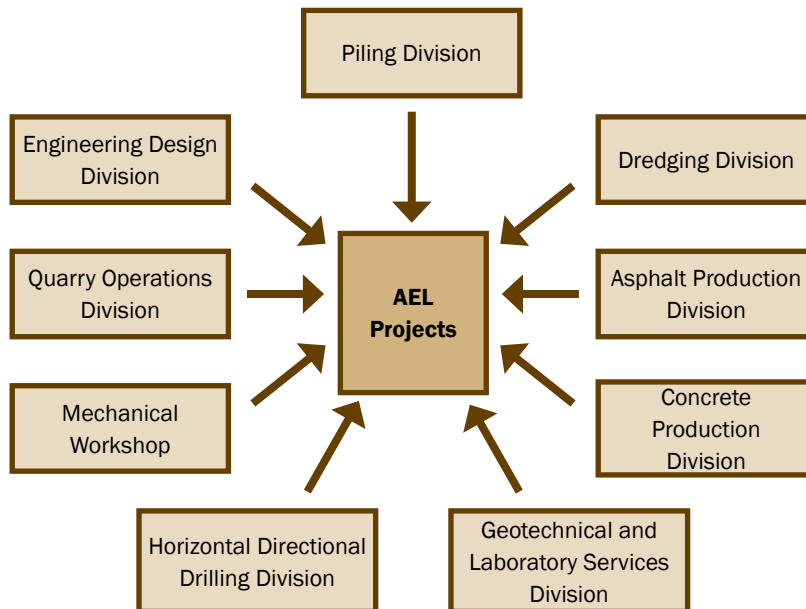 Piling Division
Engineering Design
Division
Dredging Division
Quarry Operations
Division
AEL
Projects
Asphalt Production
Division
Mechanical
Workshop
Concrete
Production
Division
Horizontal Directional
Drilling Division
Geotechnical and
Laboratory Services
Division